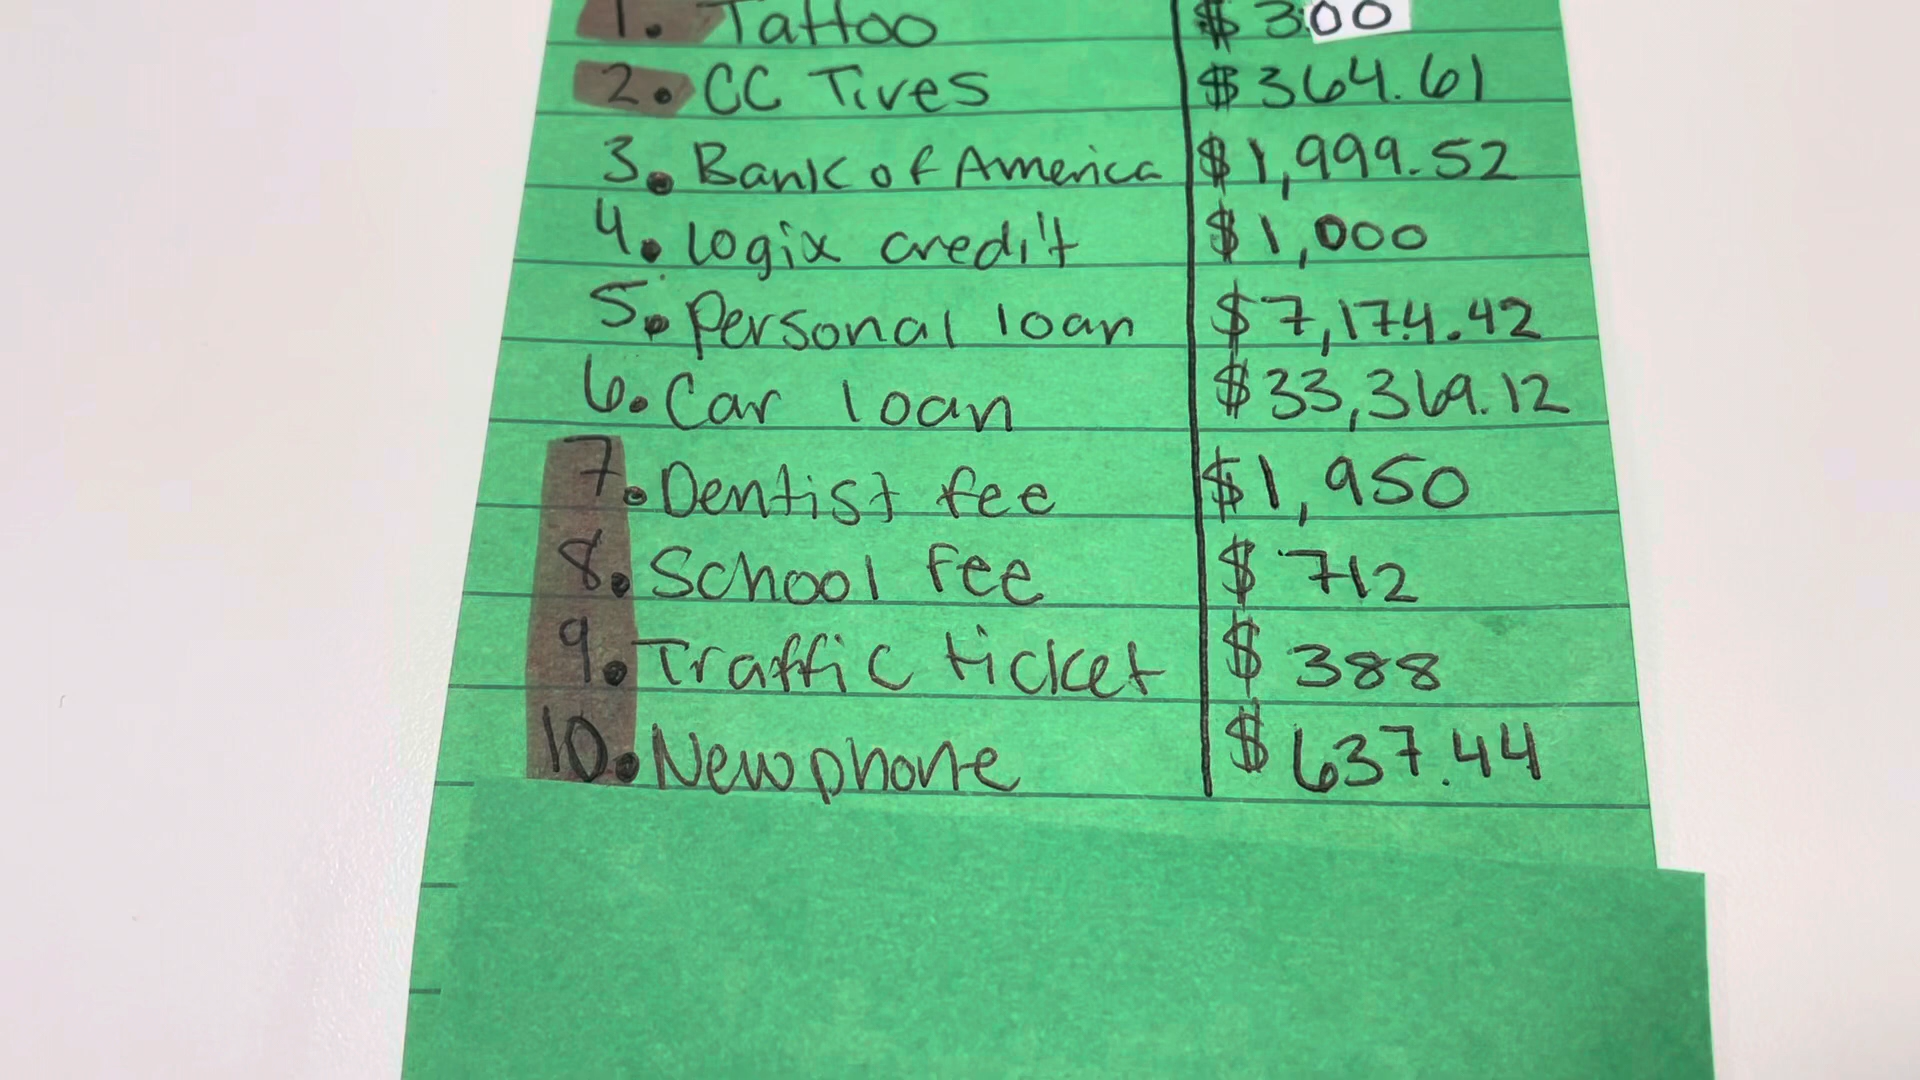 1. Tattoo $ 300
2. CC Tires $364.61
3. Bank of America $1,999.52
4. Logix credit $1,000
5. Personal loan $7,174.42
6. Car loan $33,369.12
7. Dentist fee $1,950
8. School fee $ 712
9. Traffic ticket $ 388
10. New phone $ 637.44